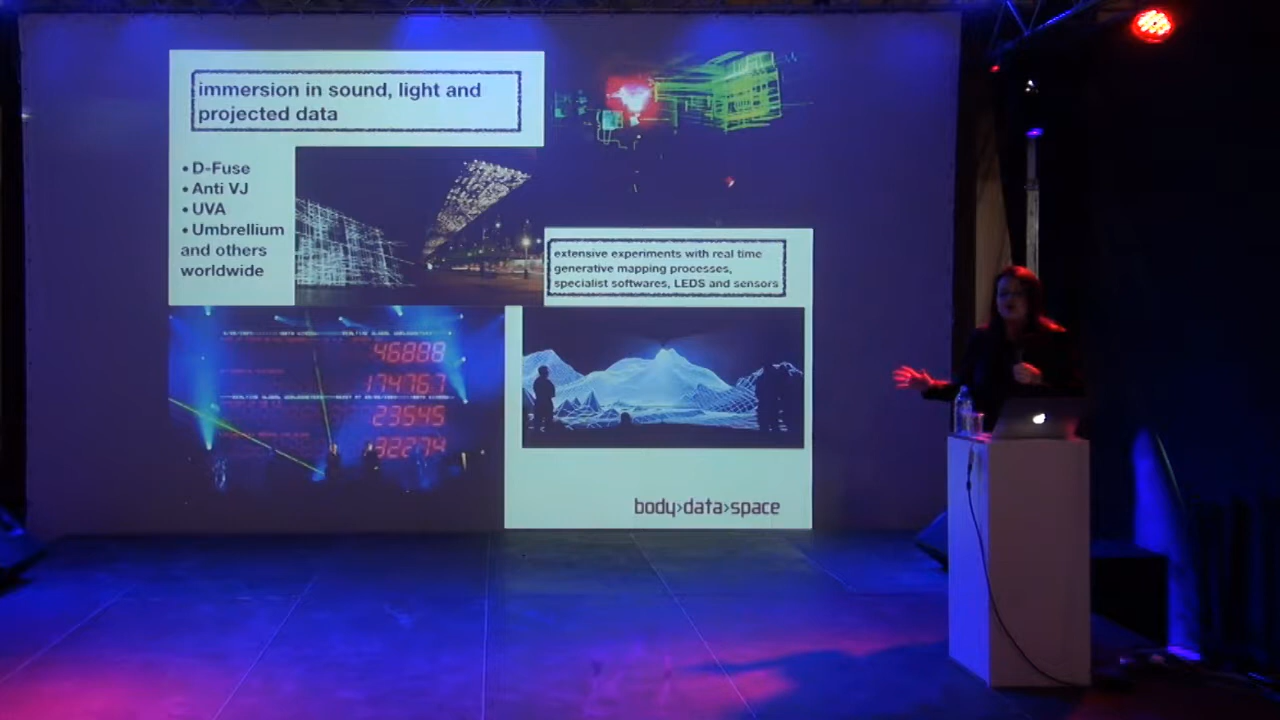 immersion in sound, light and
projected data
• D-Fuse
• Anti VJ
• UVA
• Umbrellium
and others
worldwide
extensive experiments with real time
generative mapping processes,
specialist softwares, LEDS and sensors
46888
174767
23545
32274
body>data>space